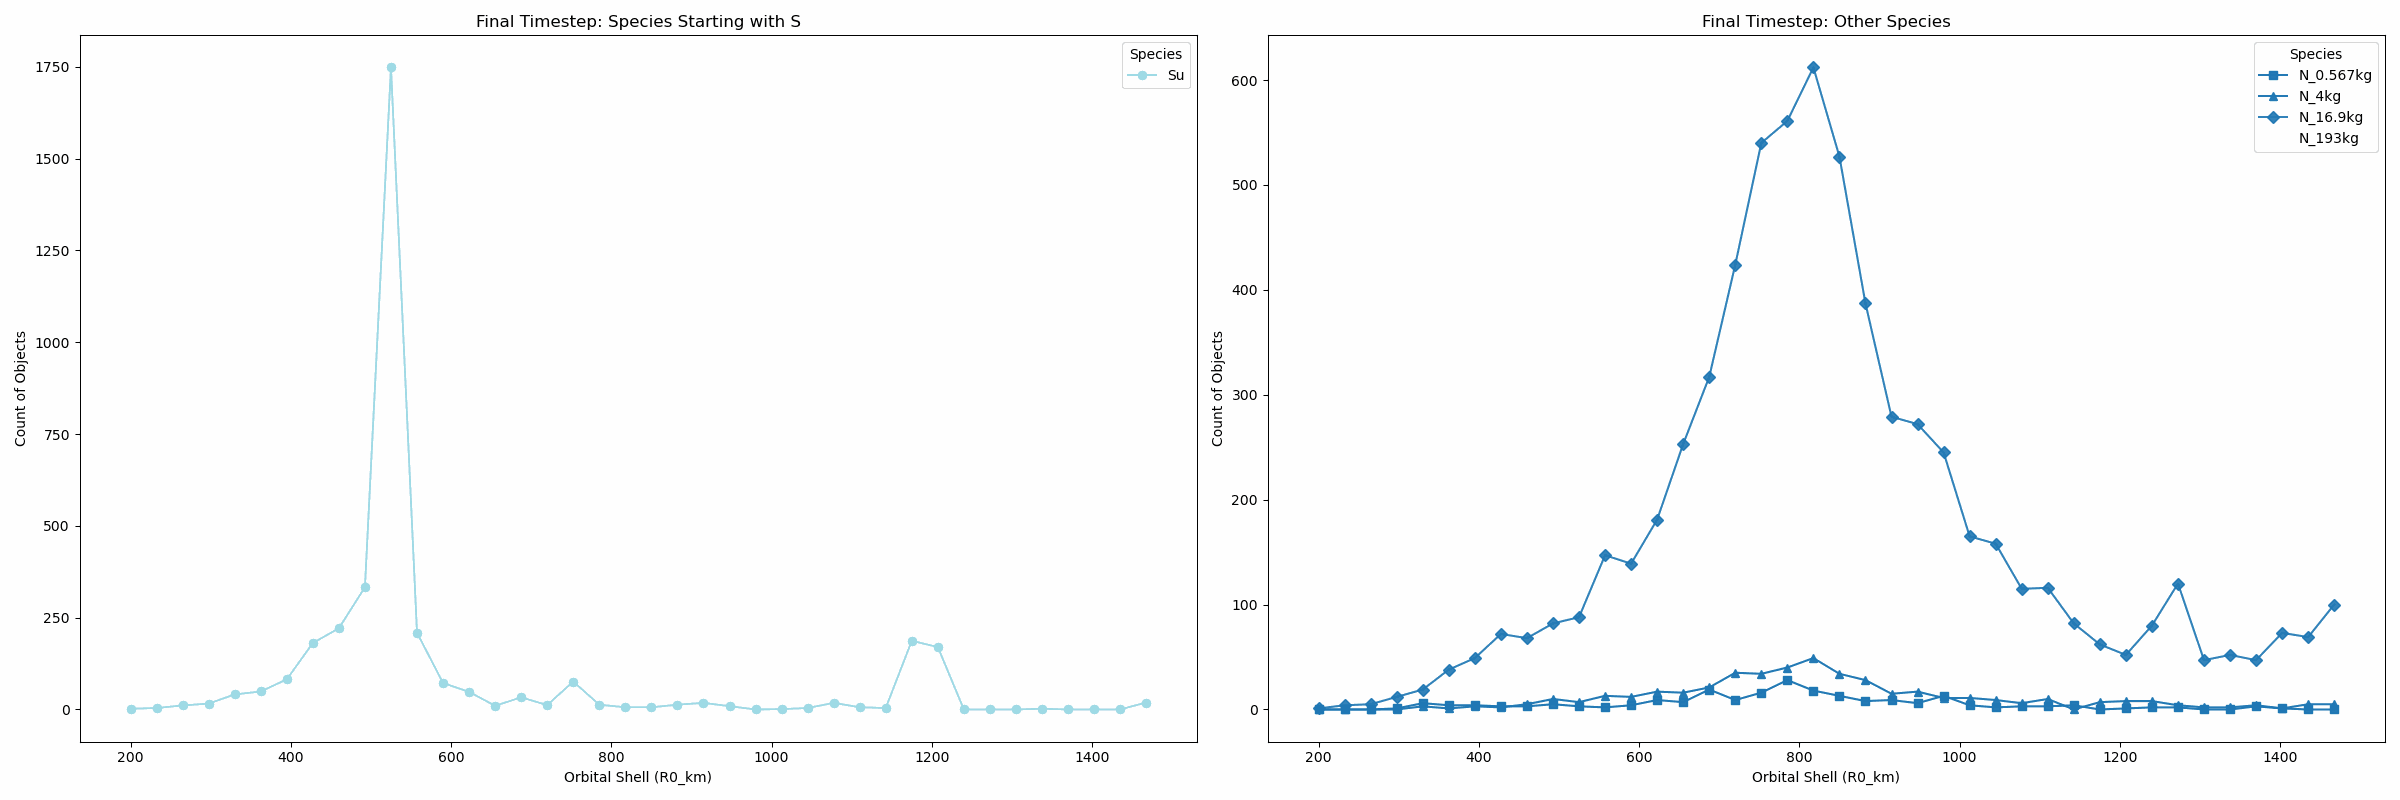 Final Timestep: Species Starting with S
Count of Objects
1750
1500
1250
1000
750
500
250
0
200 400 600 800 1000 1200 1400
Orbital Shell (R0_km)
Species
Su
Final Timestep: Other Species
Count of Objects
600
500
400
300
200
100
0
200 400 600 800 1000 1200 1400
Orbital Shell (R0_km)
Species
N_0.567kg
N_4kg
N_16.9kg
N_193kg